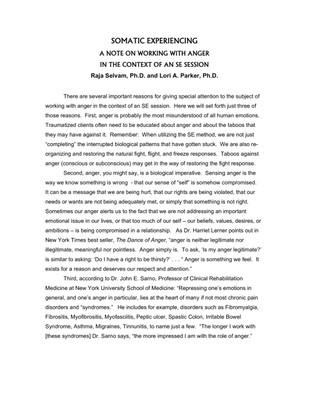 SOMATIC EXPERIENCING
A NOTE ON WORKING WITH ANGER
IN THE CONTEXT OF AN SE SESSION
Raja Selvam, Ph.D. and Lori A. Parker, Ph.D.
There are several important reasons for giving special attention to the subject of
working with anger in the context of an SE session. Here we will set forth just three of
those reasons. First, anger is probably the most misunderstood of all human emotions.
Traumatized clients often need to be educated about anger and about the taboos that
they may have against it. Remember: When utilizing the SE method, we are not just
“completing” the interrupted biological patterns that have gotten stuck. We are also re-
organizing and restoring the natural fight, flight, and freeze responses. Taboos against
anger (conscious or subconscious) may get in the way of restoring the fight response.
Second, anger, you might say, is a biological imperative. Sensing anger is the
way we know something is wrong - that our sense of “self” is somehow compromised.
It can be a message that we are being hurt, that our rights are being violated, that our
needs or wants are not being adequately met, or simply that something is not right.
Sometimes our anger alerts us to the fact that we are not addressing an important
emotional issue in our lives, or that too much of our self – our beliefs, values, desires, or
ambitions – is being compromised in a relationship. As Dr. Harriet Lerner points out in
New York Times best seller, The Dance of Anger, “anger is neither legitimate nor
illegitimate, meaningful nor pointless. Anger simply is. To ask, ‘Is my anger legitimate?’
is similar to asking: ‘Do I have a right to be thirsty?’ . . . ” Anger is something we feel. It
exists for a reason and deserves our respect and attention.”
Third, according to Dr. John E. Sarno, Professor of Clinical Rehabilitation
Medicine at New York University School of Medicine: “Repressing one’s emotions in
general, and one’s anger in particular, lies at the heart of many if not most chronic pain
disorders and “syndromes.” He includes for example, disorders such as Fibromyalgia,
Fibrositis, Myofibrositis, Myofasciitis, Peptic ulcer, Spastic Colon, Irritable Bowel
Syndrome, Asthma, Migraines, Tinnunitis, to name just a few. “The longer I work with
[these syndromes] Dr. Sarno says, “the more impressed I am with the role of anger.”